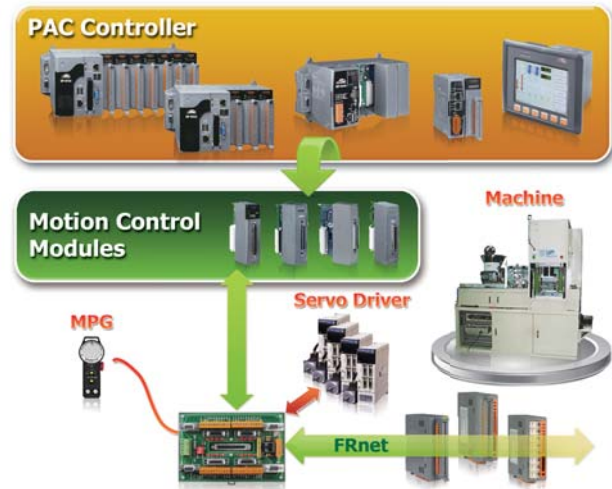 PAC Controller
Motion Control
Modules
Machine
MPG
Servo Driver
FRnet